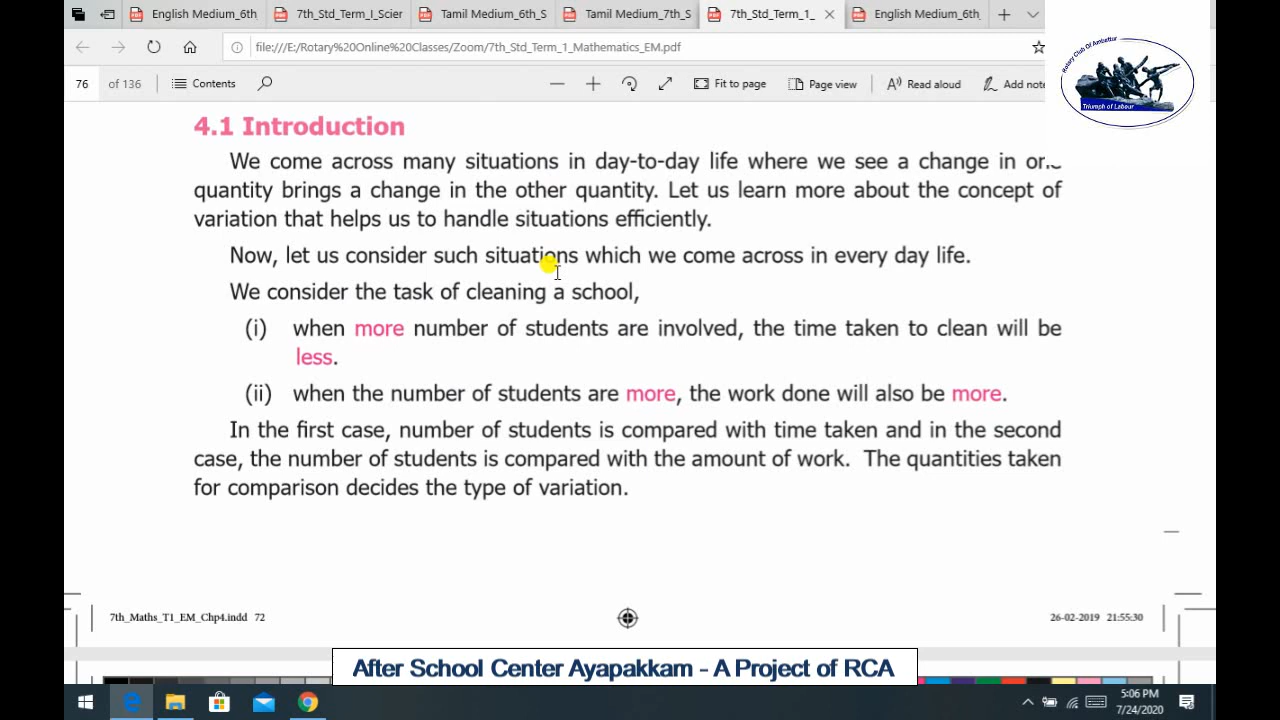 English Medium_6th
7th_Std_Term_I_Scier
Tamil Medium_6th_S
Tamil Medium_7th_S
7th_Std_Term_1_
English Medium_6th_
file:///E:/Rotary%20Online%20Classes/Zoom/7th_Std_Term_1_Mathematics_EM.pdf
76 of 136 Contents Fit to page Page view Read aloud Add note
Rotary Club Of Ambattur
Triumph of Labour
4.1 Introduction
We come across many situations in day-to-day life where we see a change in one
quantity brings a change in the other quantity. Let us learn more about the concept of
variation that helps us to handle situations efficiently.
Now, let us consider such situations which we come across in every day life.
We consider the task of cleaning a school,
(i) when more number of students are involved, the time taken to clean will be
less.
(ii) when the number of students are more, the work done will also be more.
In the first case, number of students is compared with time taken and in the second
case, the number of students is compared with the amount of work. The quantities taken
for comparison decides the type of variation.
7th_Maths_T1_EM_Chp4.indd 72
26-02-2019 21:55:30
After School Center Ayapakkam - A Project of RCA
5:06 PM
7/24/2020